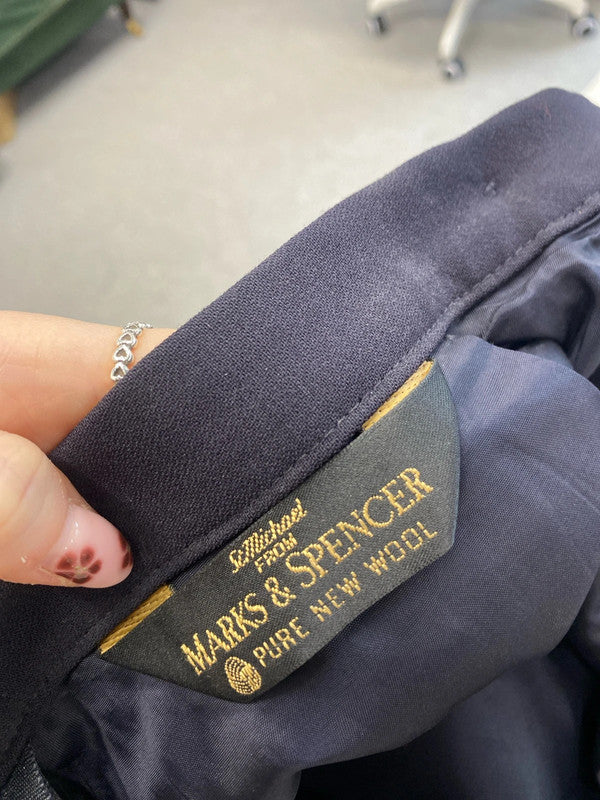 St Michael
FROM
MARKS & SPENCER
PURE NEW WOOL